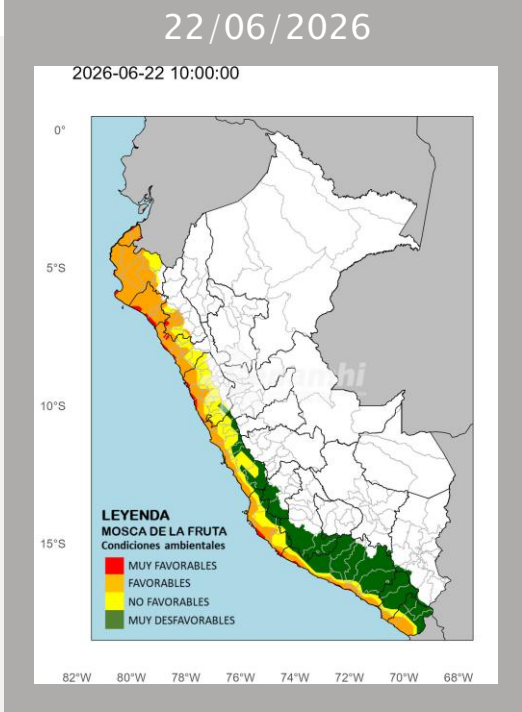 22/06/2026
2026-06-22 10:00:00
0°
5°S
10°S
15°S
LEYENDA
MOSCA DE LA FRUTA
Condiciones ambientales
MUY FAVORABLES
FAVORABLES
NO FAVORABLES
MUY DESFAVORABLES
82°W 80°W 78°W 76°W 74°W 72°W 70°W 68°W